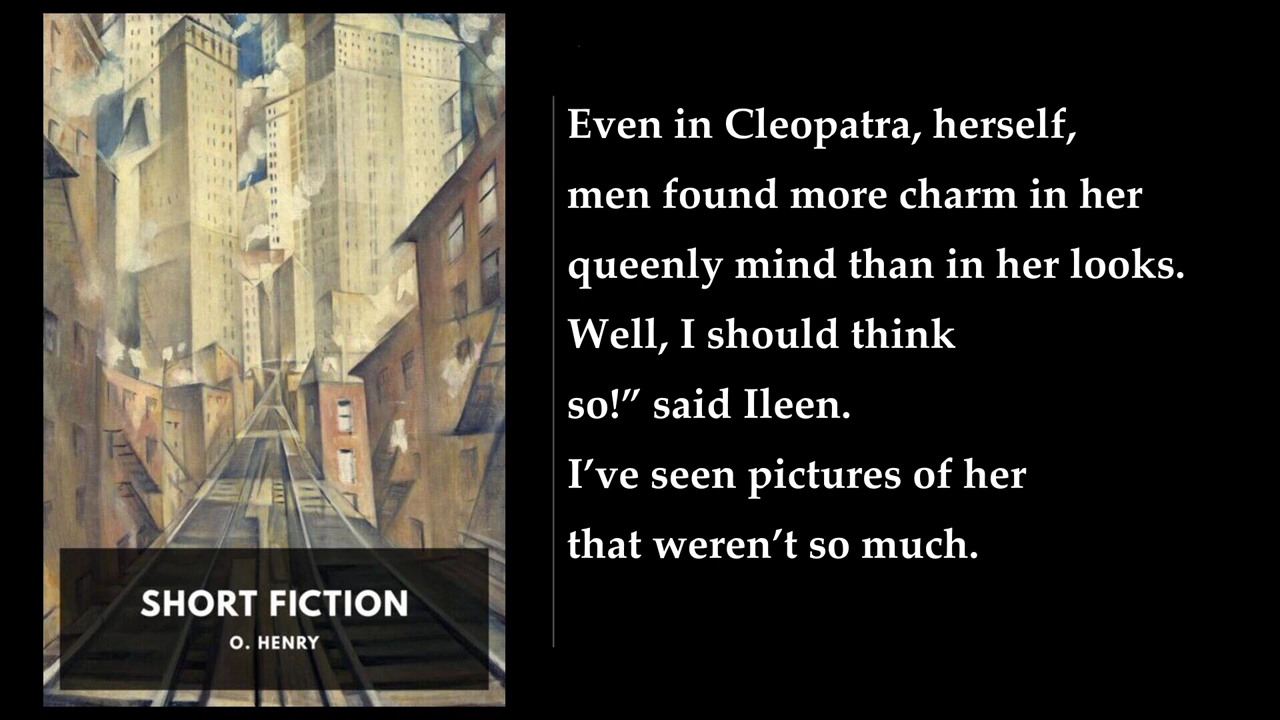 SHORT FICTION
O. HENRY
Even in Cleopatra, herself,
men found more charm in her
queenly mind than in her looks.
Well, I should think
so!” said Ileen.
I’ve seen pictures of her
that weren’t so much.